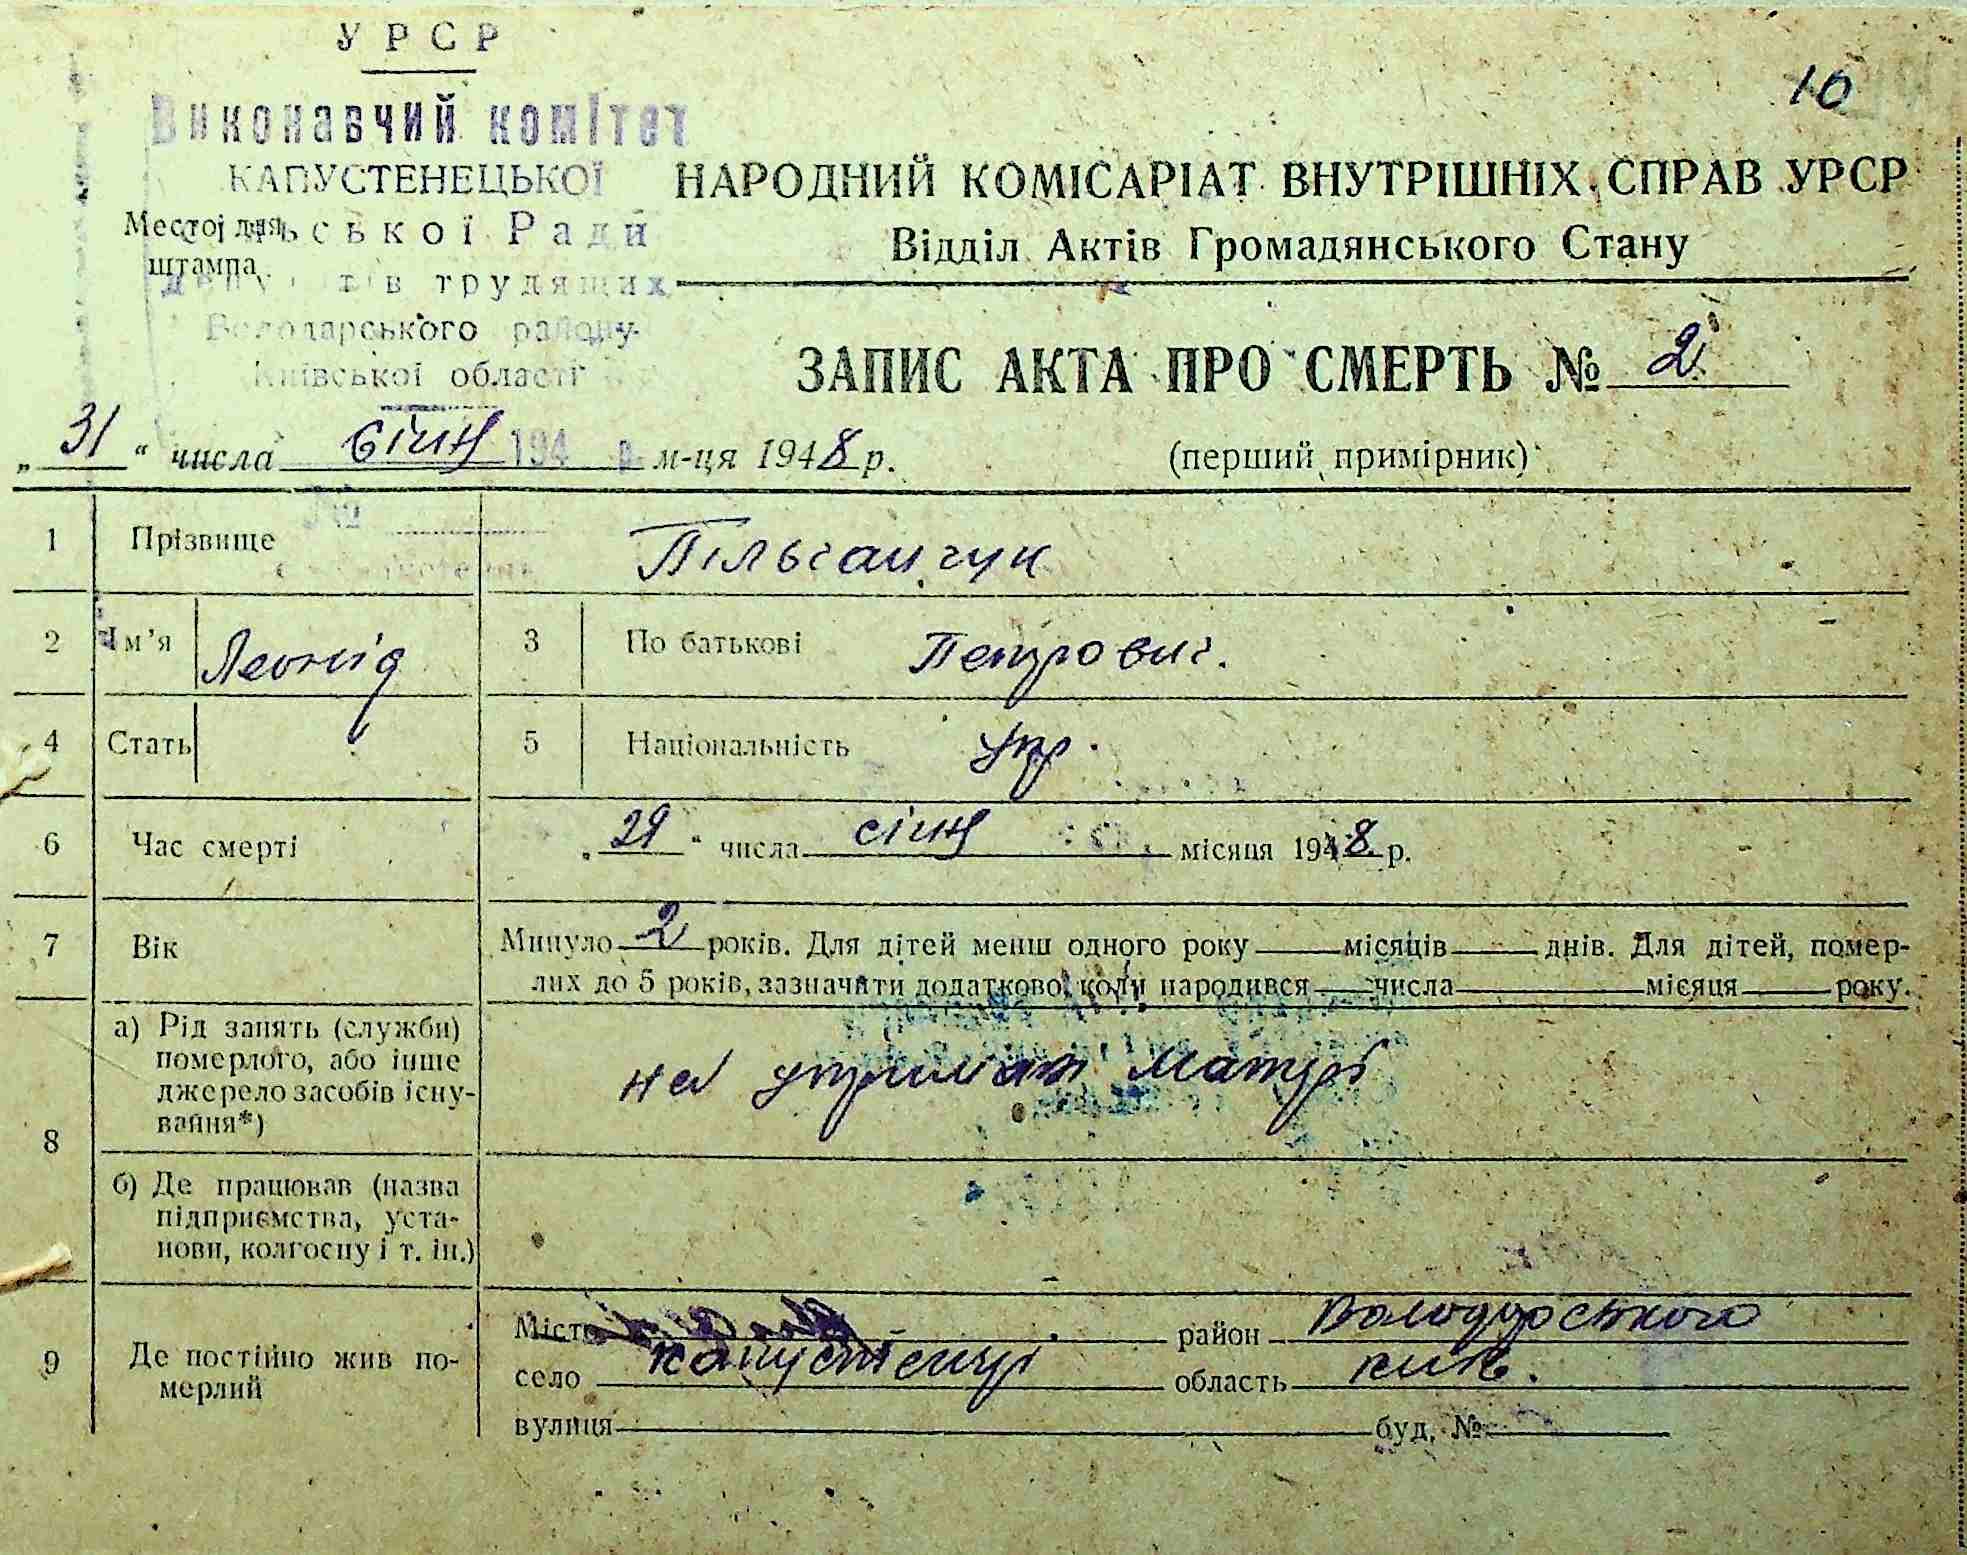 УРСР
10
Виконавчий комітет
КАПУСТЕНЕЦЬКОЇ
НАРОДНИЙ КОМІСАРІАТ ВНУТРІШНІХ СПРАВ УРСР
Место для
ської Ради
Відділ Актів Громадянського Стану
штампа
трудящих
Володарського району
Київської області
ЗАПИС АКТА ПРО СМЕРТЬ № 2
„31“ числа січня 194 р. м-ця 1948 р.
(перший примірник)
1 Прізвище
2 Ім'я Леонід 3 По батькові Петрович.
4 Стать 5 Національність укр.
6 Час смерті „29“ числа січня місяця 1948 р.
7 Вік Минуло 2 років. Для дітей менш одного року місяців днів. Для дітей, помер-
лих до 5 років, зазначати додатково, коли народився числа місяця року.
8 а) Рід занять (служби)
померлого, або інше
джерело засобів існу-
вання*)
на утриманні матері
б) Де працював (назва
підприємства, уста-
нови, колгоспу і т. ін.)
9 Де постійно жив по-
мерлий
Місто район Володарського
село Капустенці область київ.
вулиця буд. №